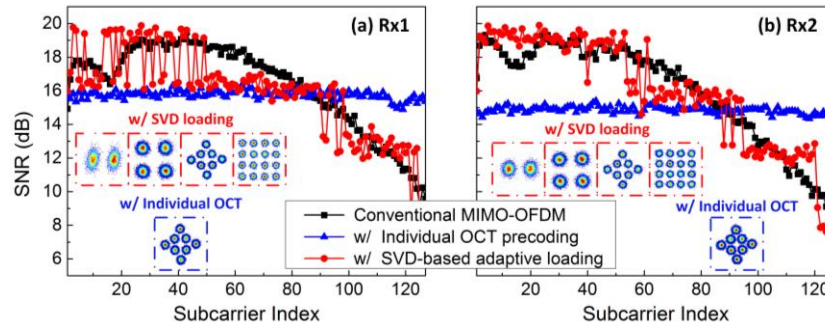 (a) Rx1
(b) Rx2
SNR (dB)
20
18
16
14
12
10
8
6
w/ SVD loading
w/ Individual OCT
w/ SVD loading
w/ Individual OCT
Conventional MIMO-OFDM
w/ Individual OCT precoding
w/ SVD-based adaptive loading
20 40 60 80 100 120
20 40 60 80 100 120
Subcarrier Index
Subcarrier Index